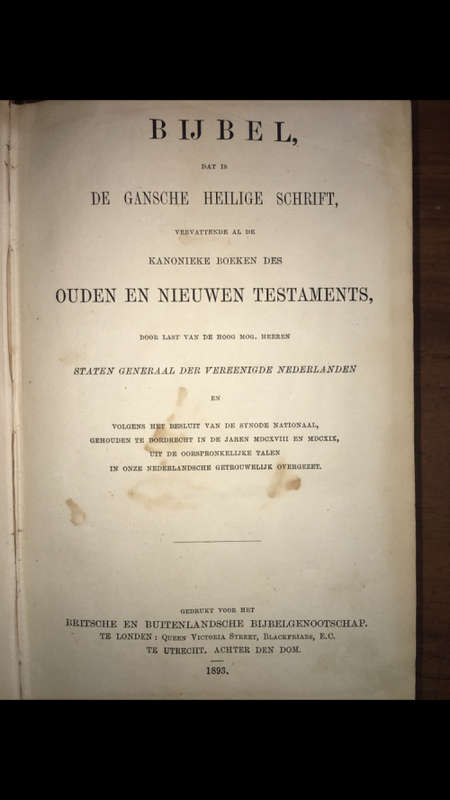 BIJBEL,
DAT IS
DE GANSCHE HEILIGE SCHRIFT,
VERVATTENDE AL DE
KANONIEKE BOEKEN DES
OUDEN EN NIEUWEN TESTAMENTS,
DOOR LAST VAN DE HOOG MOG. HEEREN
STATEN GENERAAL DER VEREENIGDE NEDERLANDEN
EN
VOLGENS HET BESLUIT VAN DE SYNODE NATIONAAL,
GEHOUDEN TE DORDRECHT IN DE JAREN MDCXVIII EN MDCXIX,
UIT DE OORSPRONKELIJKE TALEN
IN ONZE NEDERLANDSCHE GETROUWELIJK OVERGEZET.
GEDRUKT VOOR HET
BRITSCHE EN BUITENLANDSCHE BIJBELGENOOTSCHAP.
TE LONDEN: QUEEN VICTORIA STREET, BLACKFRIARS, E.C.
TE UTRECHT. ACHTER DEN DOM.
1893.